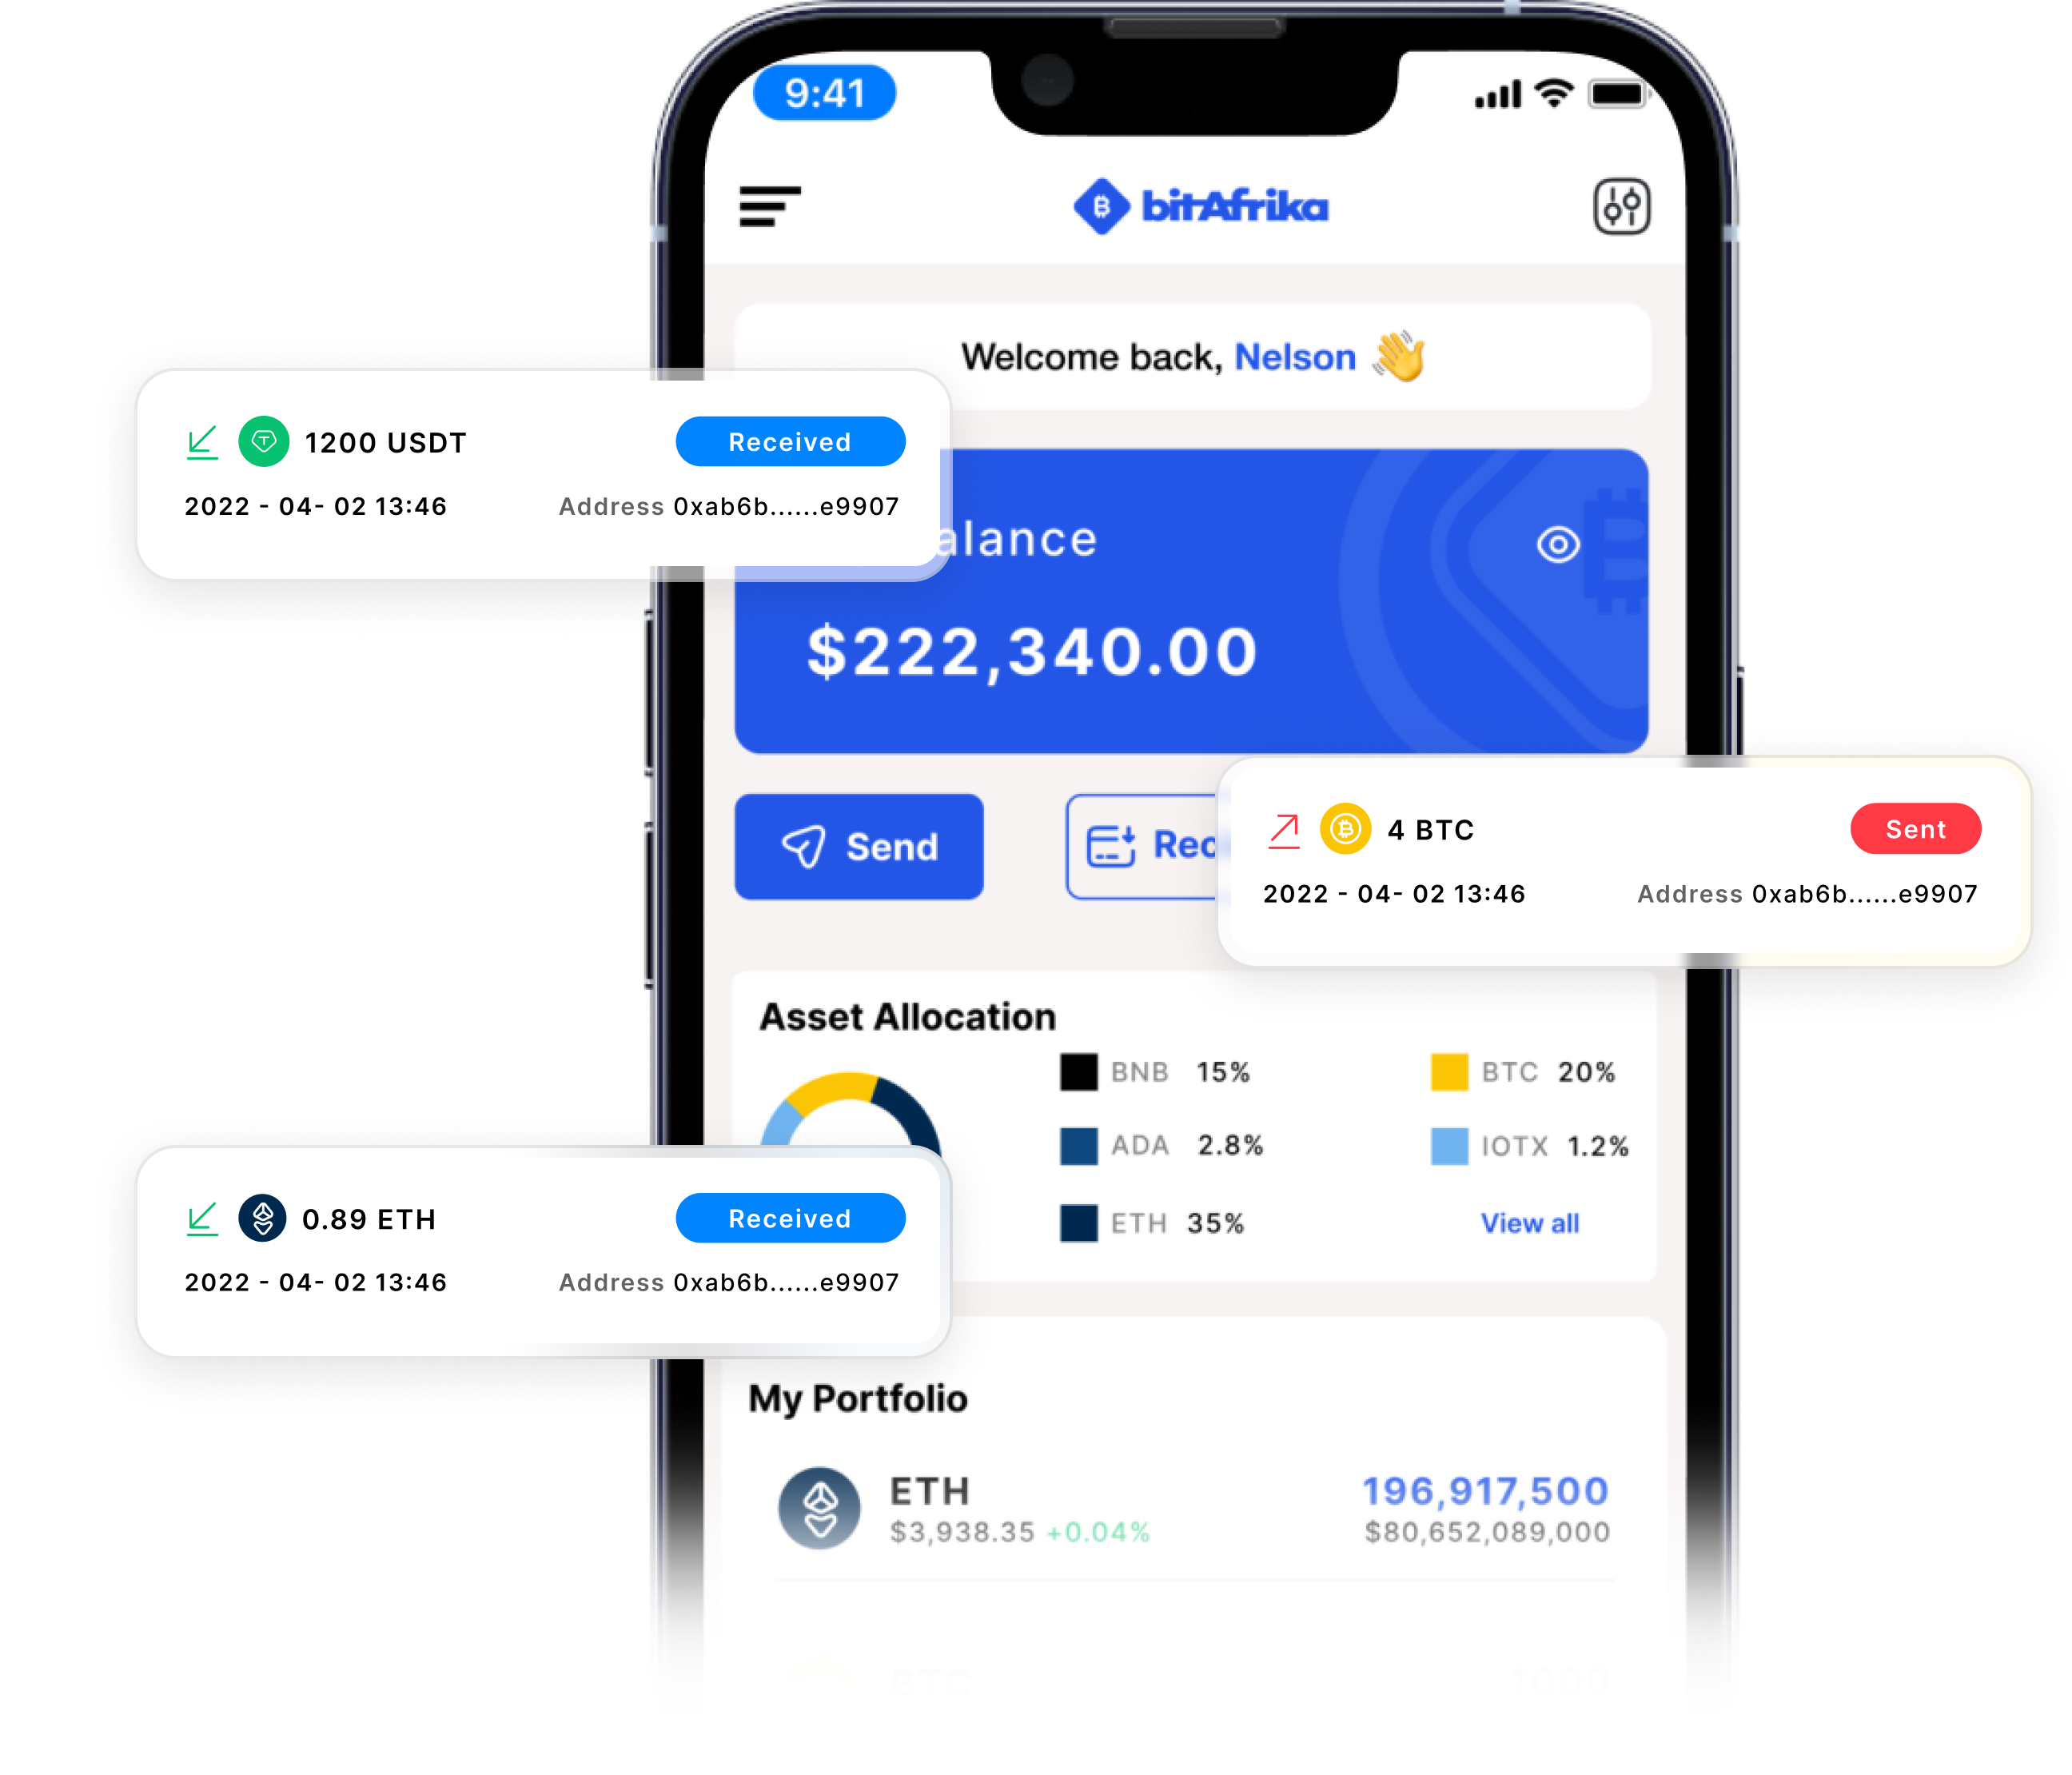 9:41
bitAfrika
Welcome back, Nelson 👋
1200 USDT Received
2022 - 04- 02 13:46 Address 0xab6b......e9907
alance
$222,340.00
Send
Rec
4 BTC Sent
2022 - 04- 02 13:46 Address 0xab6b......e9907
Asset Allocation
BNB 15% BTC 20%
ADA 2.8% IOTX 1.2%
ETH 35% View all
0.89 ETH Received
2022 - 04- 02 13:46 Address 0xab6b......e9907
My Portfolio
ETH 196,917,500
$3,938.35 +0.04% $80,652,089,000
BTC 1000